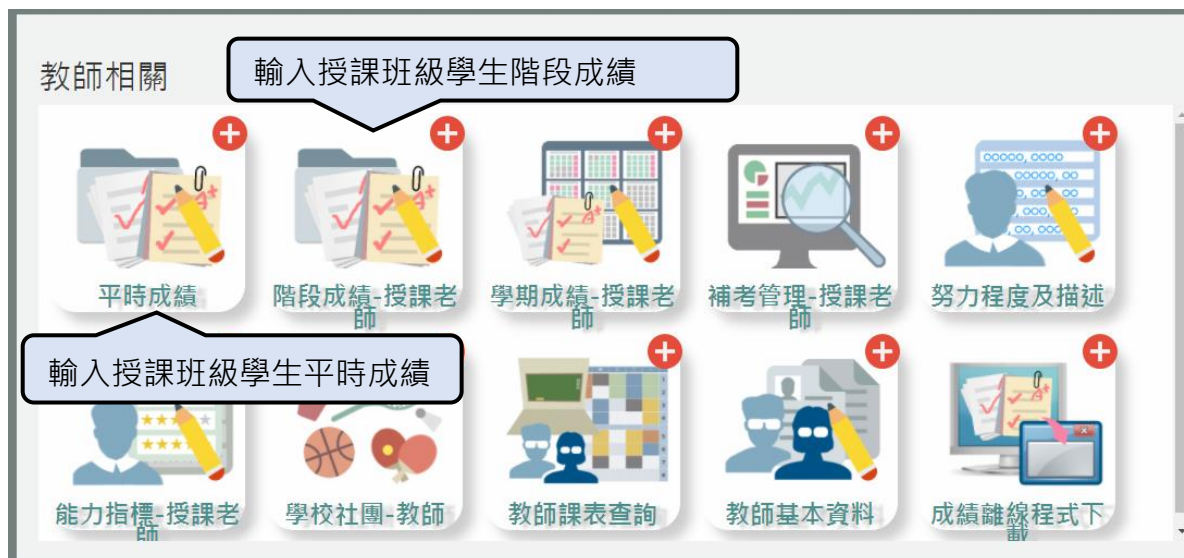 教師相關
輸入授課班級學生階段成績
平時成績
階段成績-授課老
師
學期成績-授課老
師
補考管理-授課老
師
努力程度及描述
輸入授課班級學生平時成績
能力指標-授課老
師
學校社團-教師
教師課表查詢
教師基本資料
成績離線程式下
載